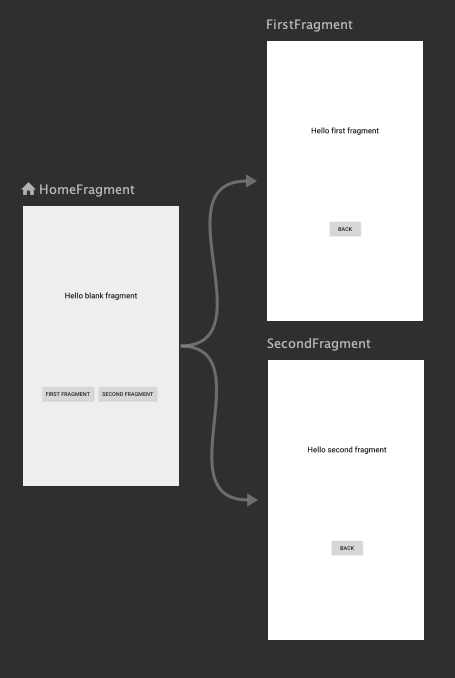 FirstFragment
Hello first fragment
BACK
HomeFragment
Hello blank fragment
FIRST FRAGMENT
SECOND FRAGMENT
SecondFragment
Hello second fragment
BACK